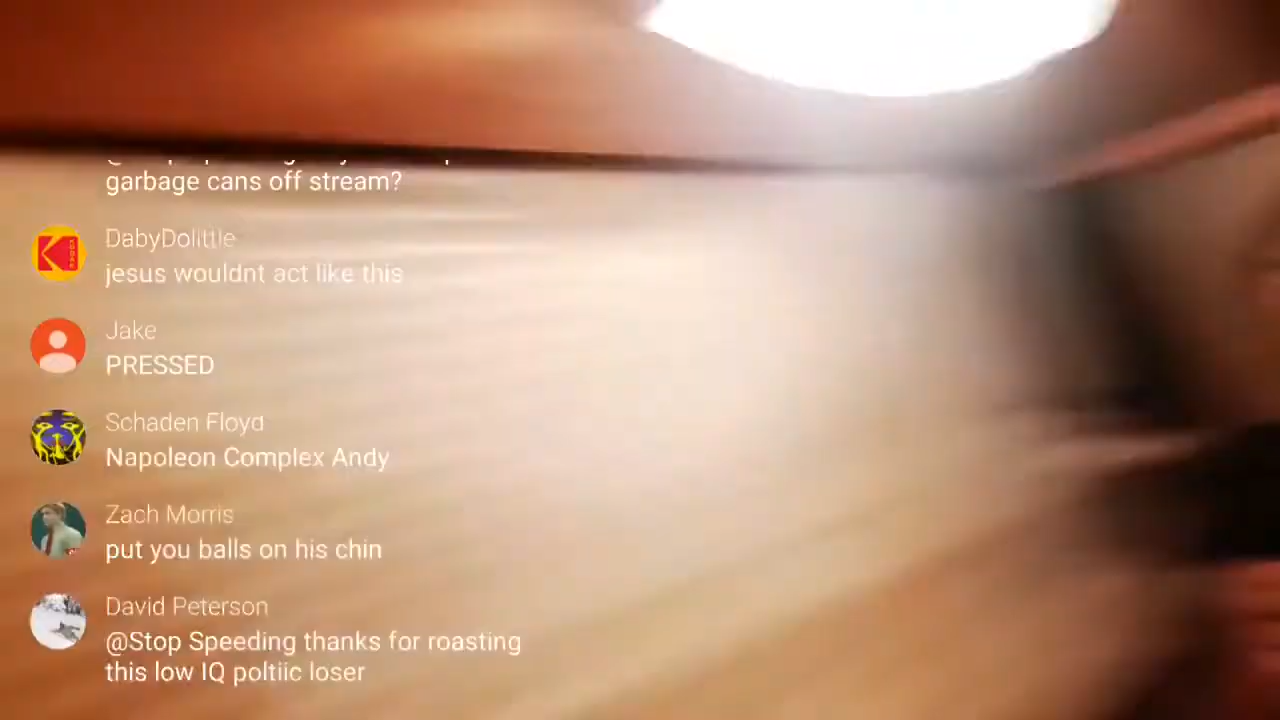 garbage cans off stream?
DabyDolittle
jesus wouldnt act like this
Jake
PRESSED
Schaden Floyd
Napoleon Complex Andy
Zach Morris
put you balls on his chin
David Peterson
@Stop Speeding thanks for roasting
this low IQ poltiic loser